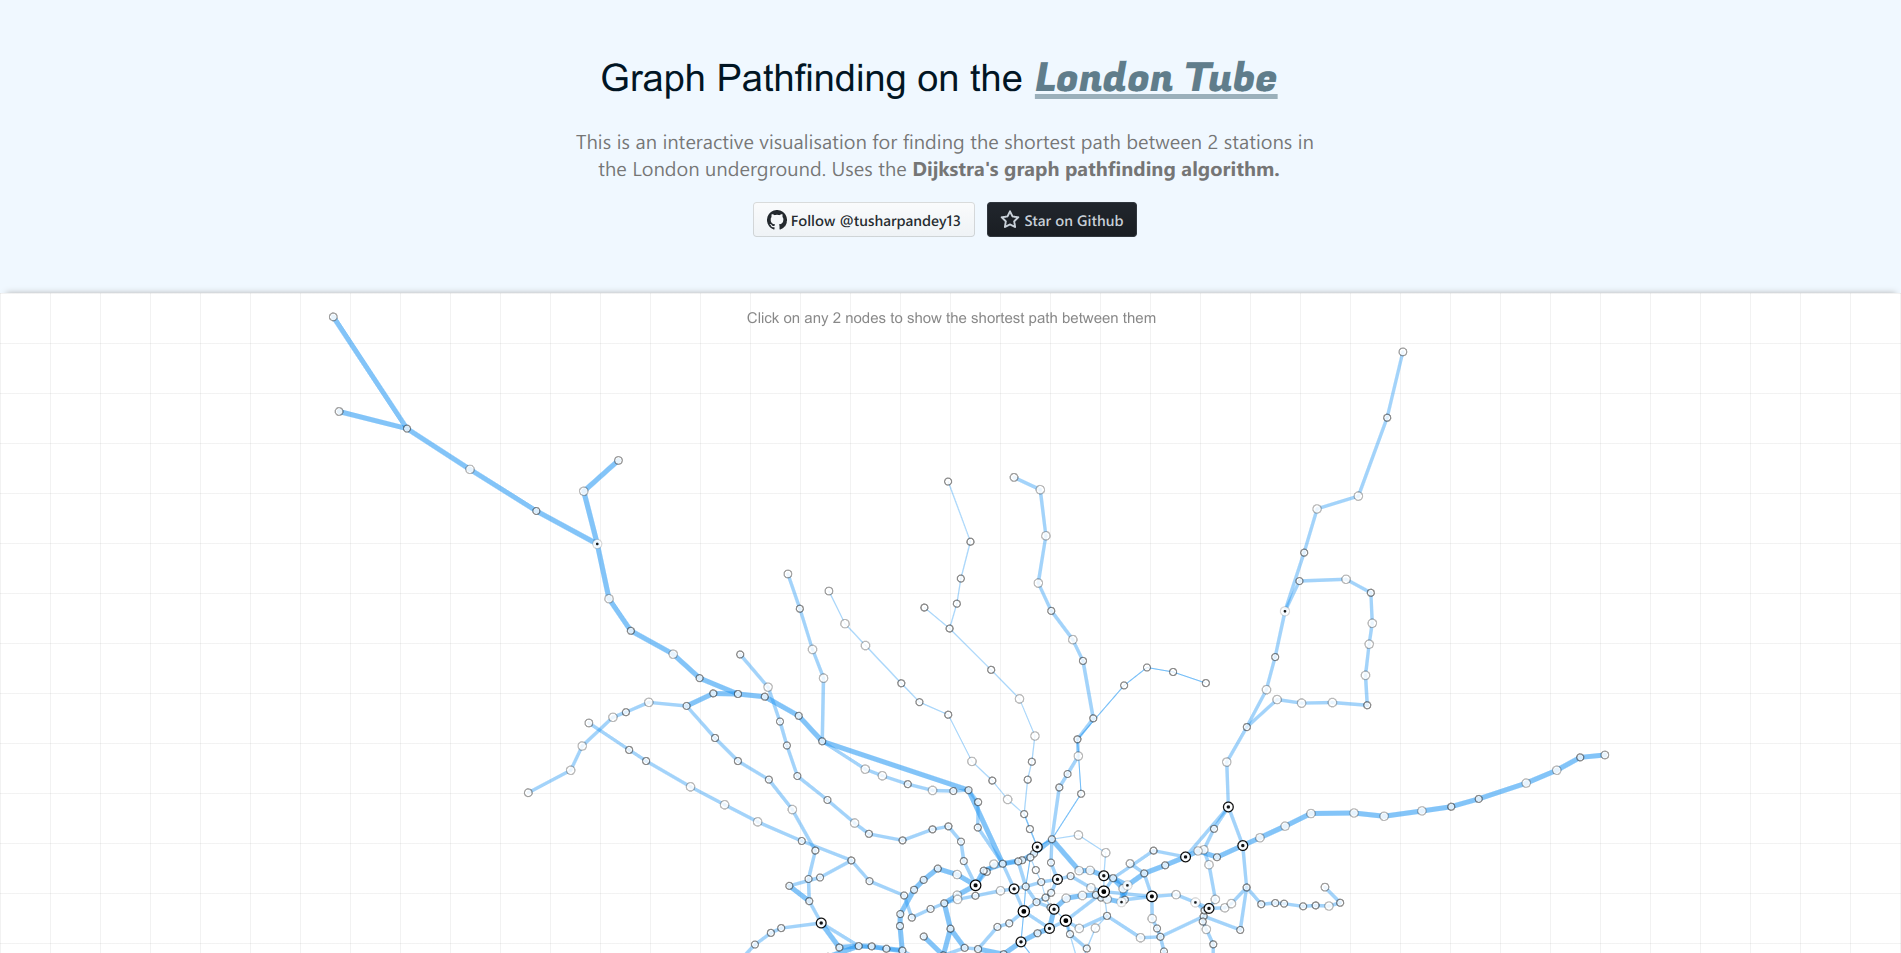 Graph Pathfinding on the London Tube
This is an interactive visualisation for finding the shortest path between 2 stations in
the London underground. Uses the Dijkstra's graph pathfinding algorithm.
Follow @tusharpandey13
Star on Github
Click on any 2 nodes to show the shortest path between them